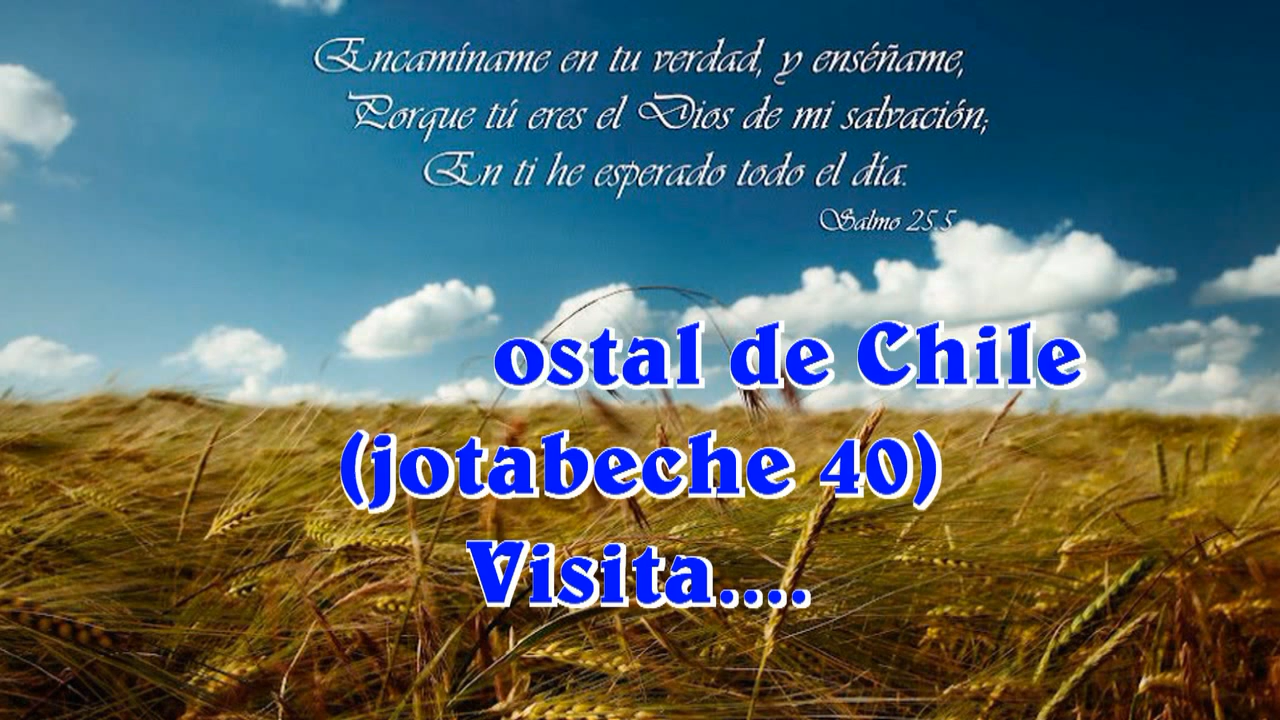 Encamíname en tu verdad, y enséñame,
Porque tú eres el Dios de mi salvación;
En ti he esperado todo el día.
Salmo 25.5
ostal de Chile
(jotabeche 40)
Visita....